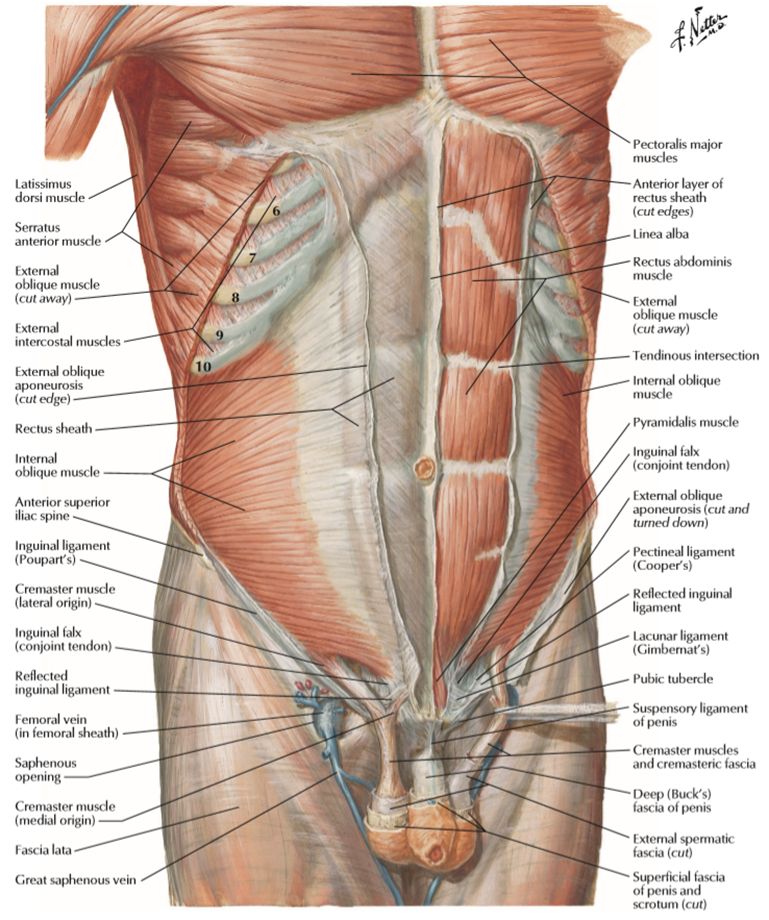 F. Netter
M.D.
Pectoralis major
muscles
Anterior layer of
rectus sheath
(cut edges)
Linea alba
Rectus abdominis
muscle
External
oblique muscle
(cut away)
Tendinous intersection
Internal oblique
muscle
Pyramidalis muscle
Inguinal falx
(conjoint tendon)
External oblique
aponeurosis (cut and
turned down)
Pectineal ligament
(Cooper's)
Reflected inguinal
ligament
Lacunar ligament
(Gimbernat's)
Pubic tubercle
Suspensory ligament
of penis
Cremaster muscles
and cremasteric fascia
Deep (Buck's)
fascia of penis
External spermatic
fascia (cut)
Superficial fascia
of penis and
scrotum (cut)
Latissimus
dorsi muscle
Serratus
anterior muscle
External
oblique muscle
(cut away)
External
intercostal muscles
External oblique
aponeurosis
(cut edge)
Rectus sheath
Internal
oblique muscle
Anterior superior
iliac spine
Inguinal ligament
(Poupart's)
Cremaster muscle
(lateral origin)
Inguinal falx
(conjoint tendon)
Reflected
inguinal ligament
Femoral vein
(in femoral sheath)
Saphenous
opening
Cremaster muscle
(medial origin)
Fascia lata
Great saphenous vein
6
7
8
9
10